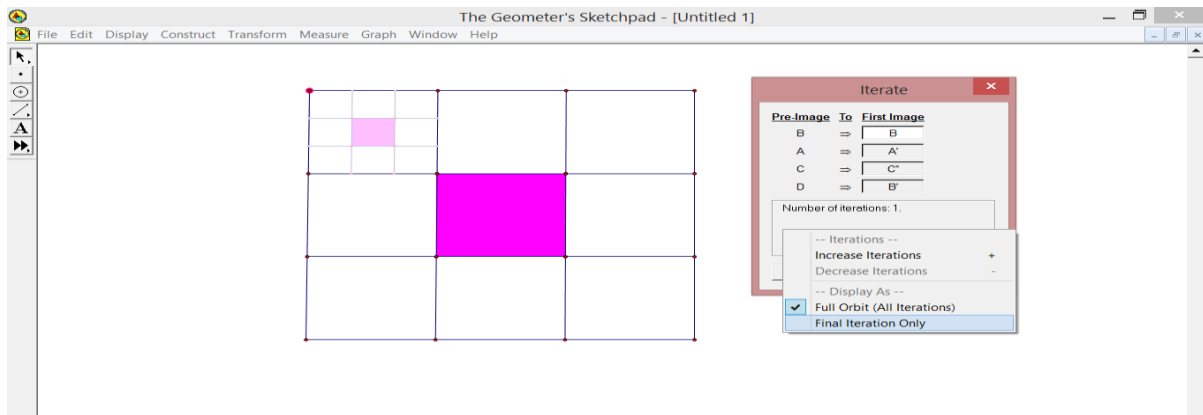 The Geometer's Sketchpad - [Untitled 1]
File Edit Display Construct Transform Measure Graph Window Help
A
Iterate
Pre-Image To First Image
B ⇒ B
A ⇒ A'
C ⇒ C"
D ⇒ B'
Number of iterations: 1.
-- Iterations --
Increase Iterations +
Decrease Iterations -
-- Display As --
Full Orbit (All Iterations)
Final Iteration Only